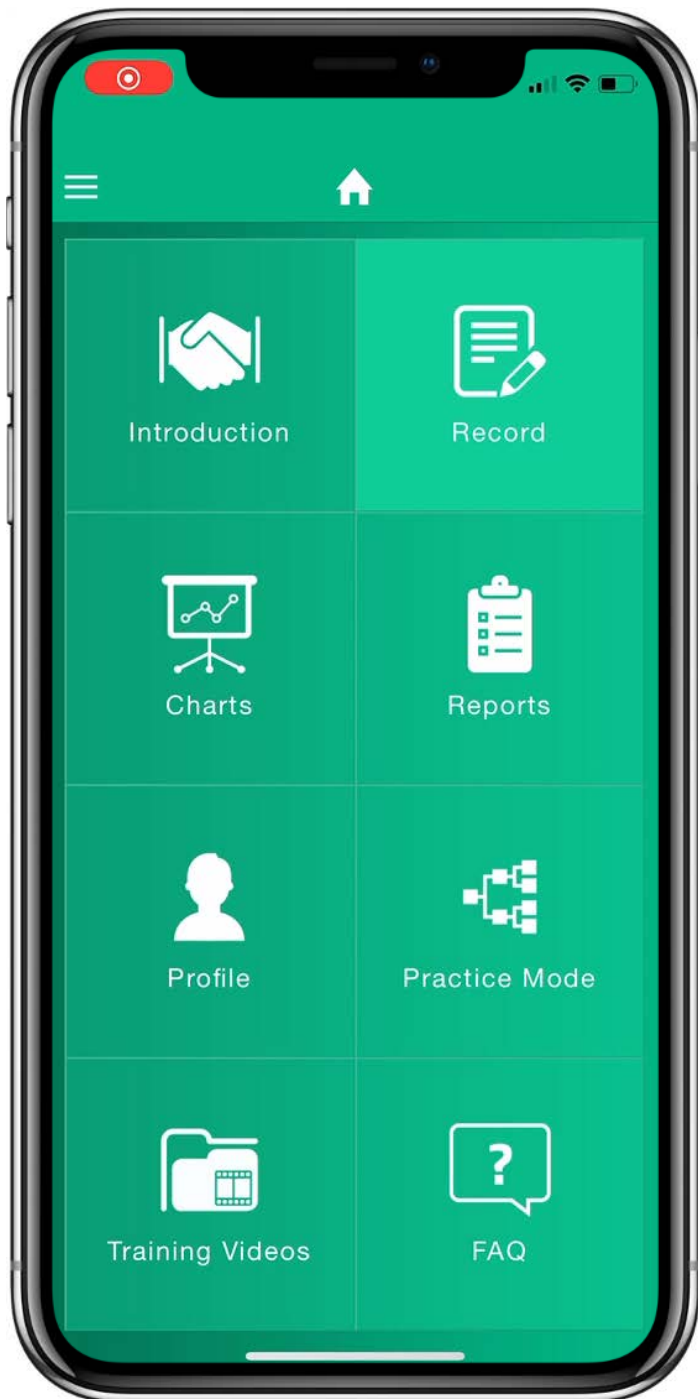 Introduction
Record
Charts
Reports
Profile
Practice Mode
Training Videos
?
FAQ